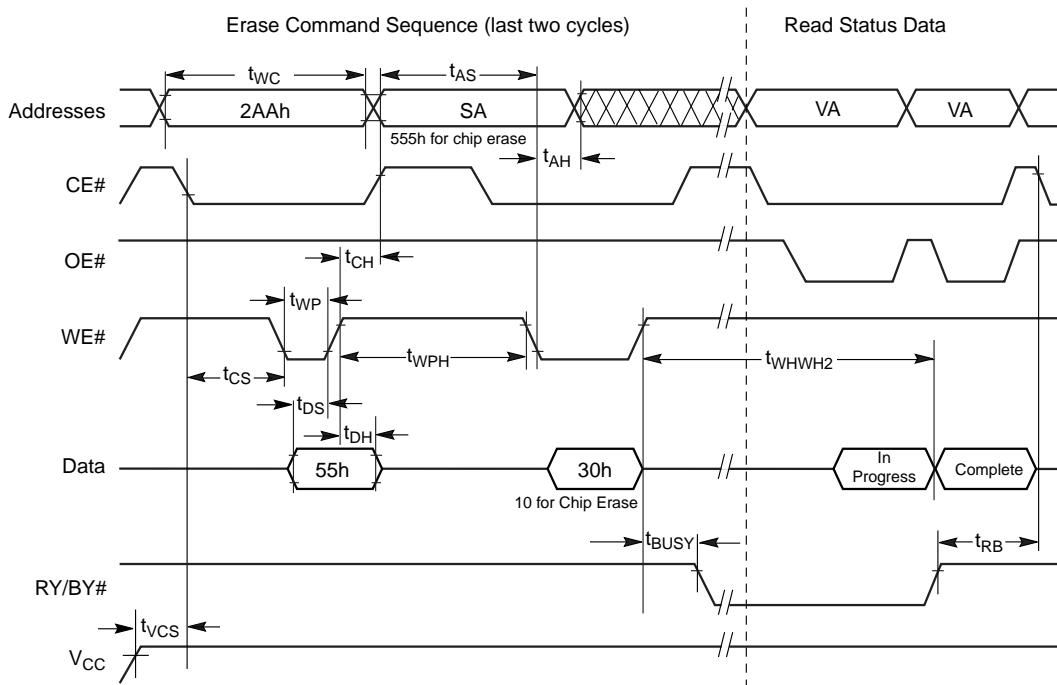 Erase Command Sequence (last two cycles)
Read Status Data
tWC
tAS
Addresses
2AAh
SA
VA
VA
555h for chip erase
tAH
CE#
OE#
tCH
tWP
WE#
tWPH
tWHWH2
tCS
tDS
tDH
Data
55h
30h
In
Progress
Complete
10 for Chip Erase
tBUSY
tRB
RY/BY#
tVCS
VCC